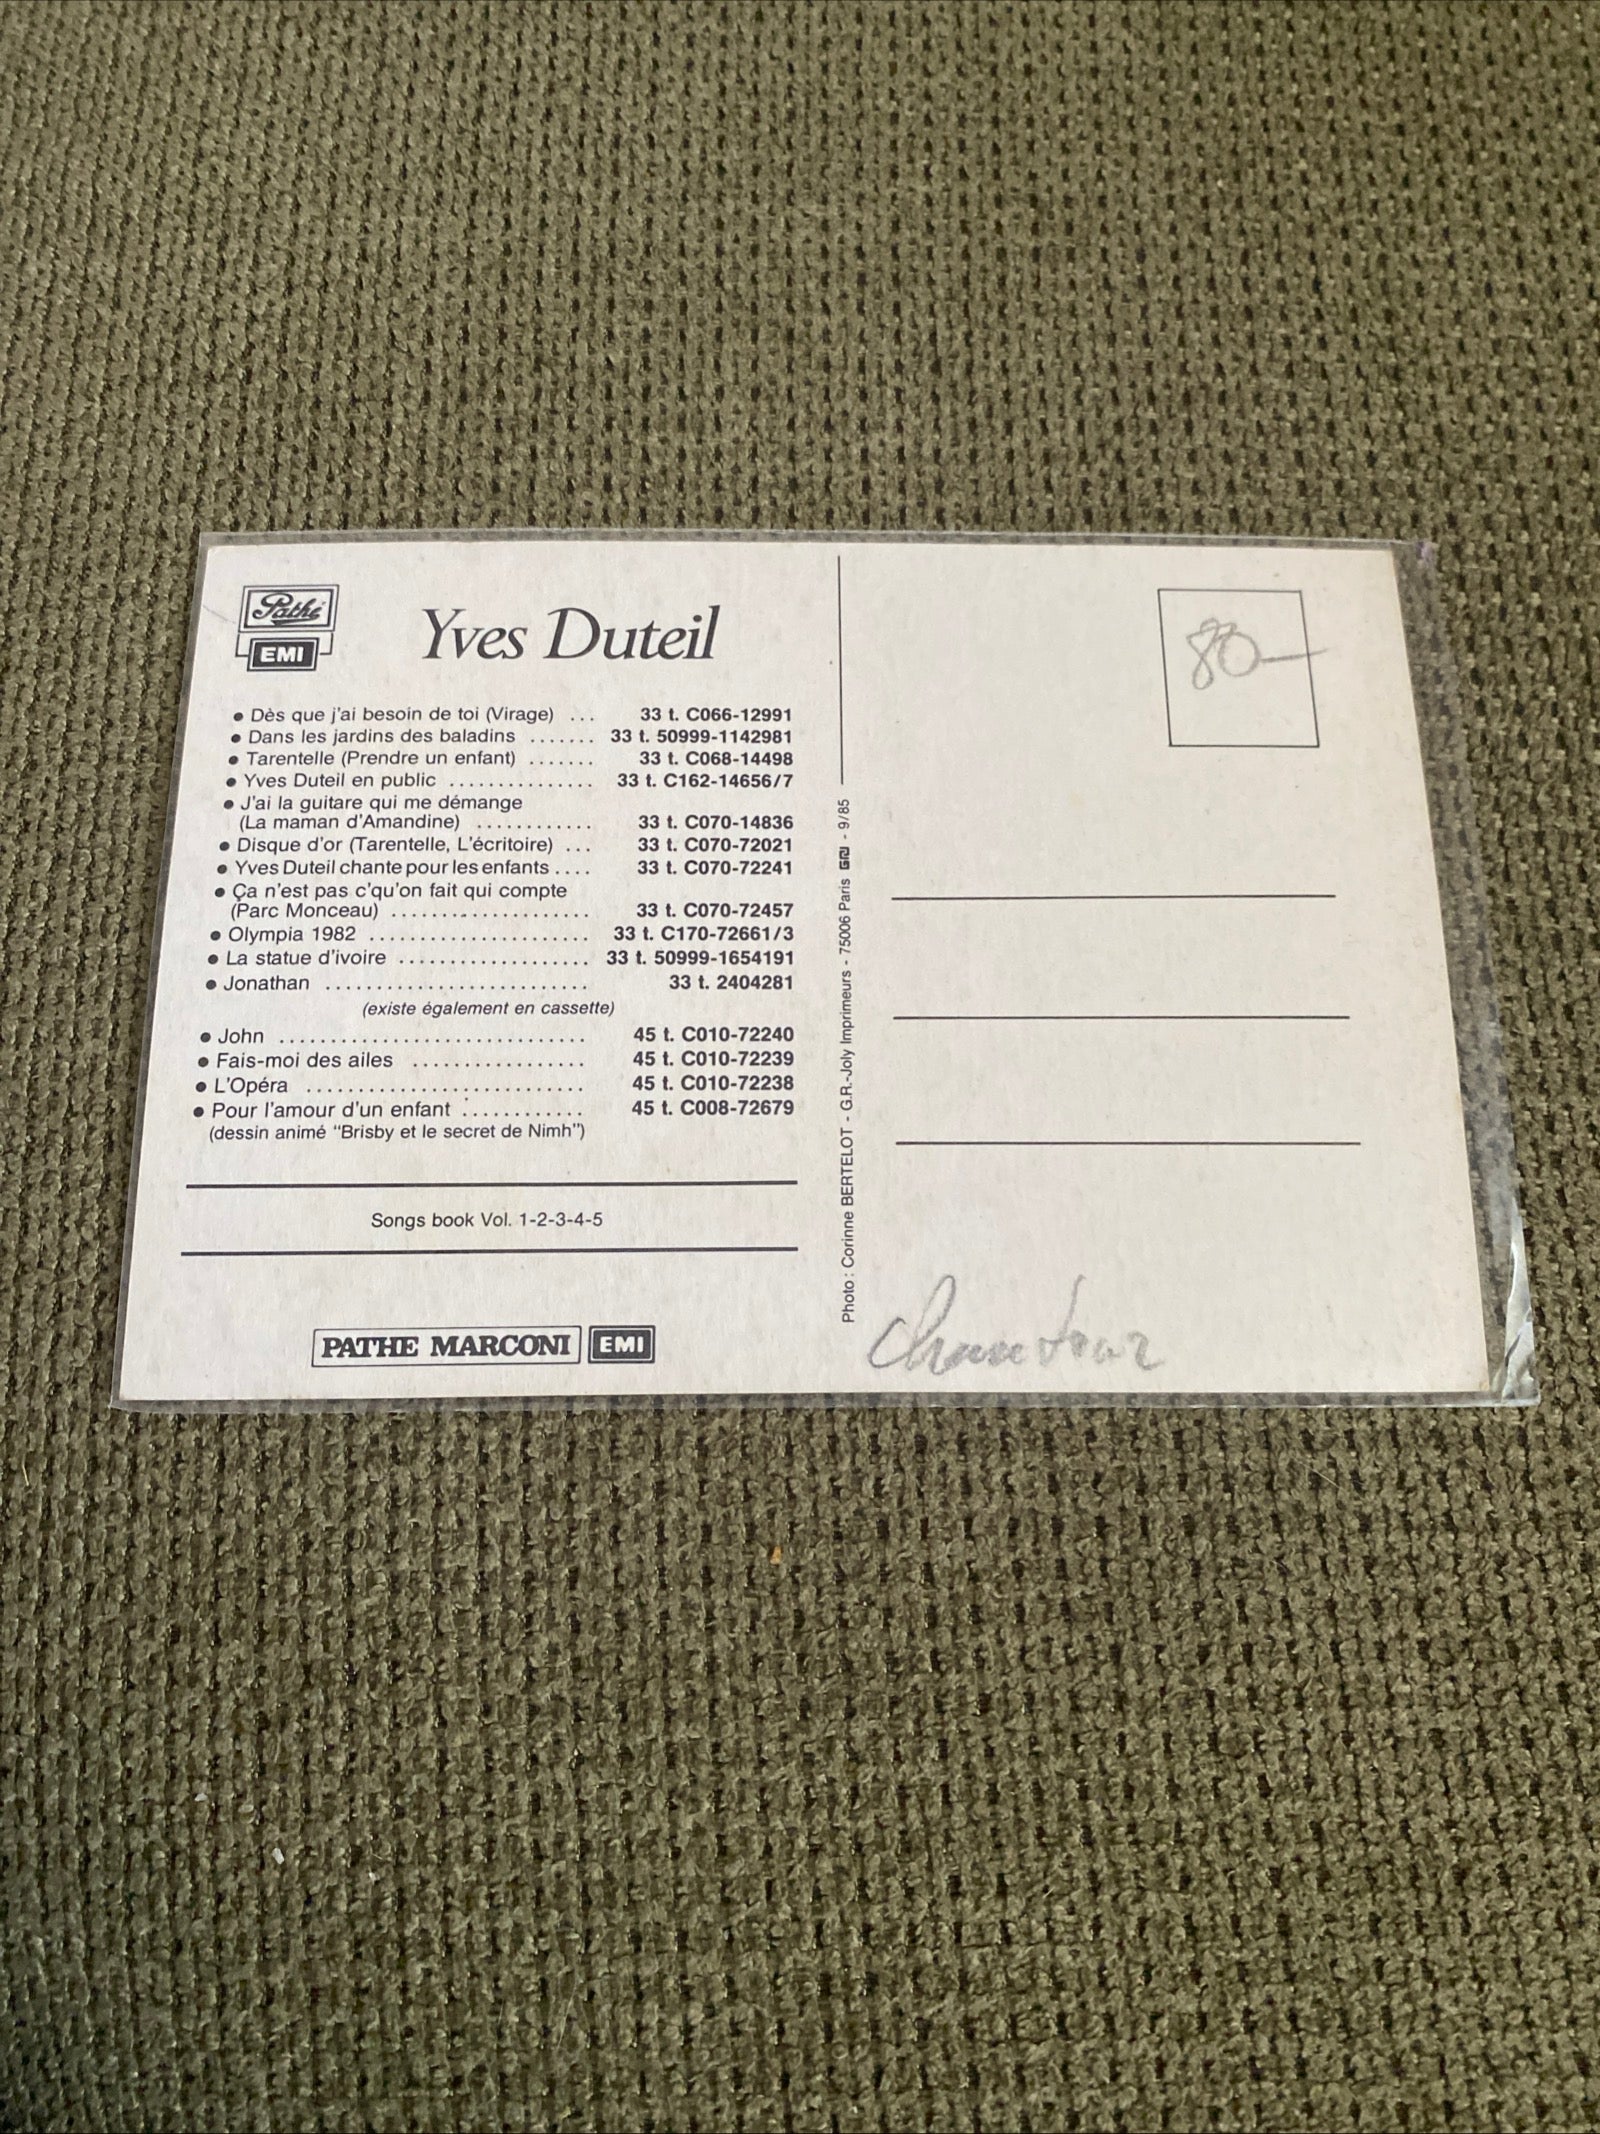 Pathé
EMI
Yves Duteil
• Dès que j'ai besoin de toi (Virage) ... 33 t. C066-12991
• Dans les jardins des baladins ....... 33 t. 50999-1142981
• Tarentelle (Prendre un enfant) ....... 33 t. C068-14498
• Yves Duteil en public ............... 33 t. C162-14656/7
• J'ai la guitare qui me démange
(La maman d'Amandine) ............ 33 t. C070-14836
• Disque d'or (Tarentelle, L'écritoire) ... 33 t. C070-72021
• Yves Duteil chante pour les enfants .... 33 t. C070-72241
• Ça n'est pas c'qu'on fait qui compte
(Parc Monceau) .................... 33 t. C070-72457
• Olympia 1982 ...................... 33 t. C170-72661/3
• La statue d'ivoire ................... 33 t. 50999-1654191
• Jonathan .......................... 33 t. 2404281
(existe également en cassette)
• John .............................. 45 t. C010-72240
• Fais-moi des ailes ................. 45 t. C010-72239
• L'Opéra ........................... 45 t. C010-72238
• Pour l'amour d'un enfant ............ 45 t. C008-72679
(dessin animé "Brisby et le secret de Nimh")
Songs book Vol. 1-2-3-4-5
PATHE MARCONI EMI
Photo : Corinne BERTELOT - G.R.-Joly Imprimeurs - 75006 Paris GRJ - 9/85
80
Chanteur